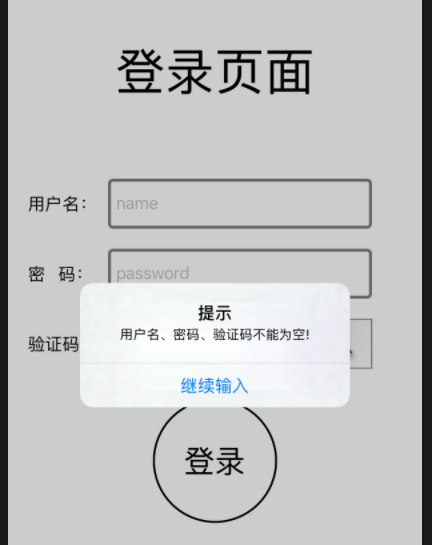 登录页面
用户名： name
密 码： password
提示
用户名、密码、验证码不能为空!
验证码
继续输入
登录